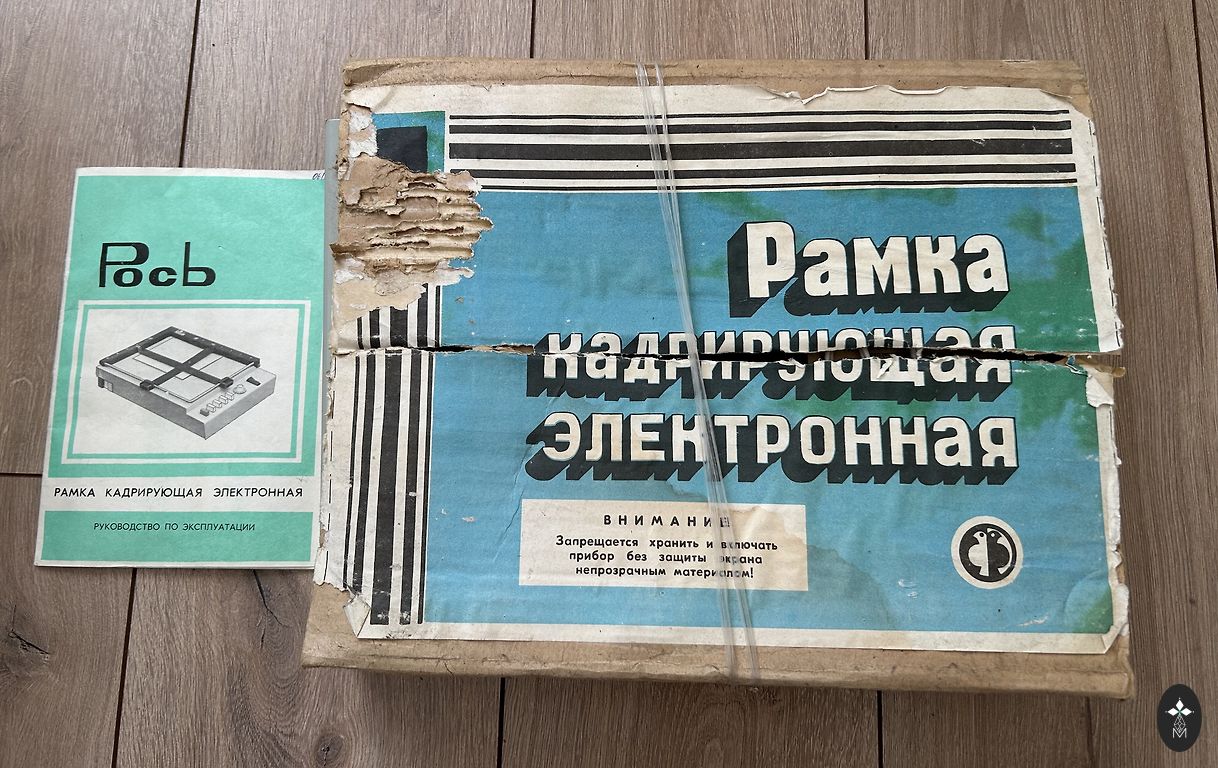 Рось
РАМКА КАДРИРУЮЩАЯ ЭЛЕКТРОННАЯ
РУКОВОДСТВО ПО ЭКСПЛУАТАЦИИ
Рамка
кадрирующая
электронная
ВНИМАНИЕ
Запрещается хранить и включать
прибор без защиты экрана
непрозрачным материалом!
М